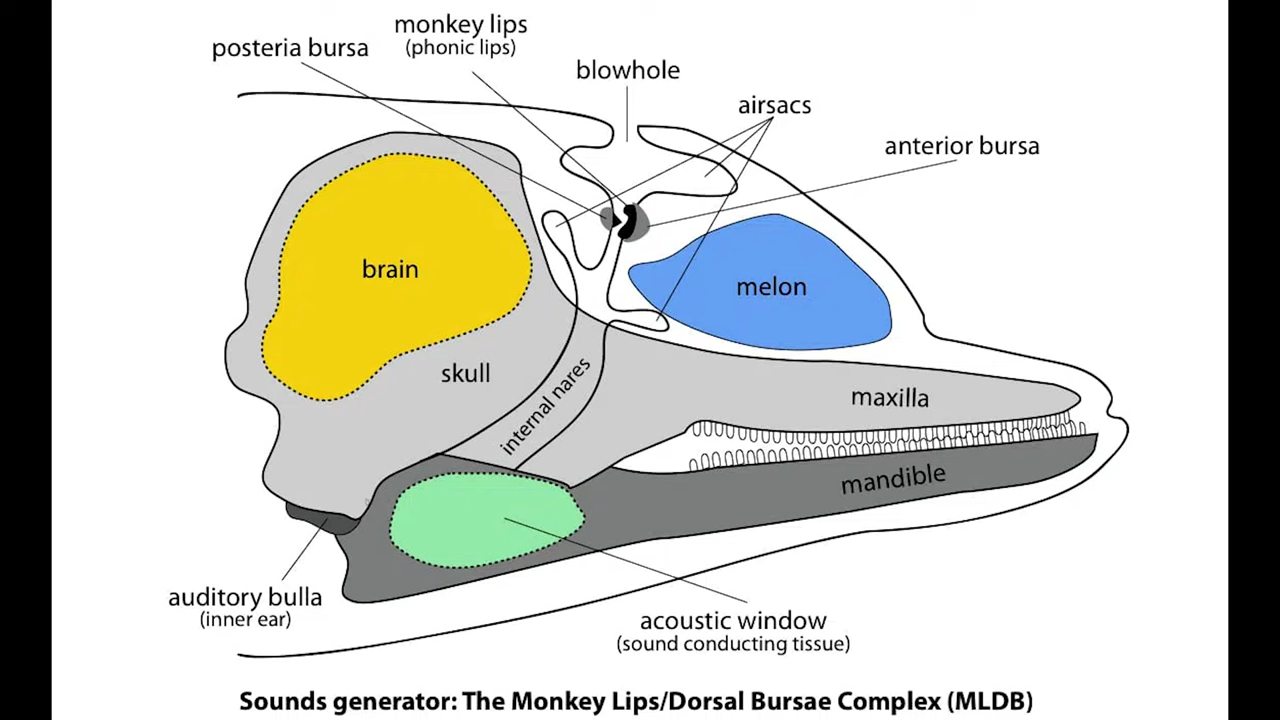 monkey lips
(phonic lips)
posteria bursa
blowhole
airsacs
anterior bursa
brain
melon
skull
internal nares
maxilla
mandible
auditory bulla
(inner ear)
acoustic window
(sound conducting tissue)
Sounds generator: The Monkey Lips/Dorsal Bursae Complex (MLDB)